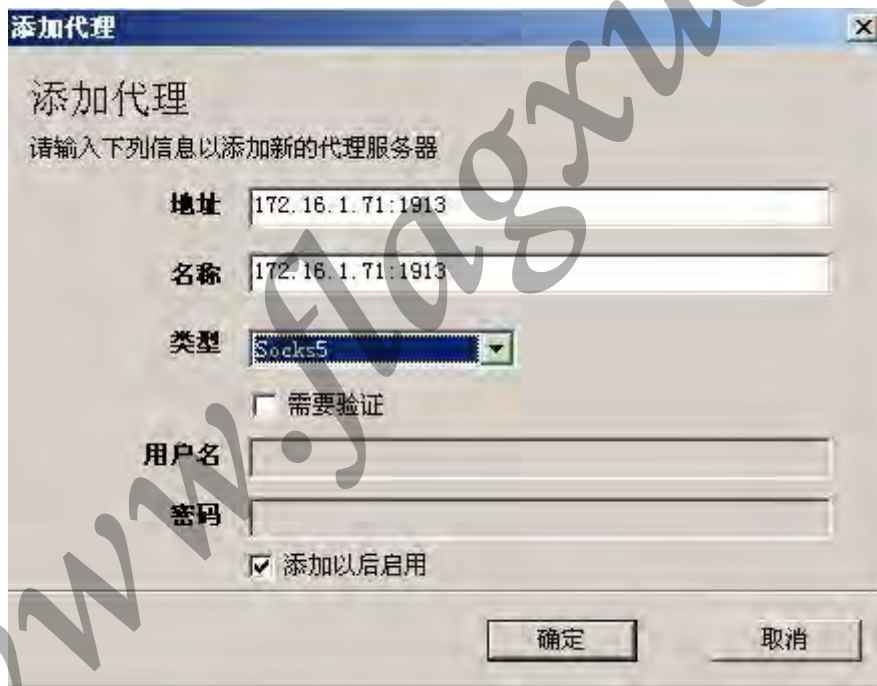 添加代理
添加代理
请输入下列信息以添加新的代理服务器
地址 172.16.1.71:1913
名称 172.16.1.71:1913
类型 Socks5
需要验证
用户名
密码
添加以后启用
确定 取消
www.flagxu